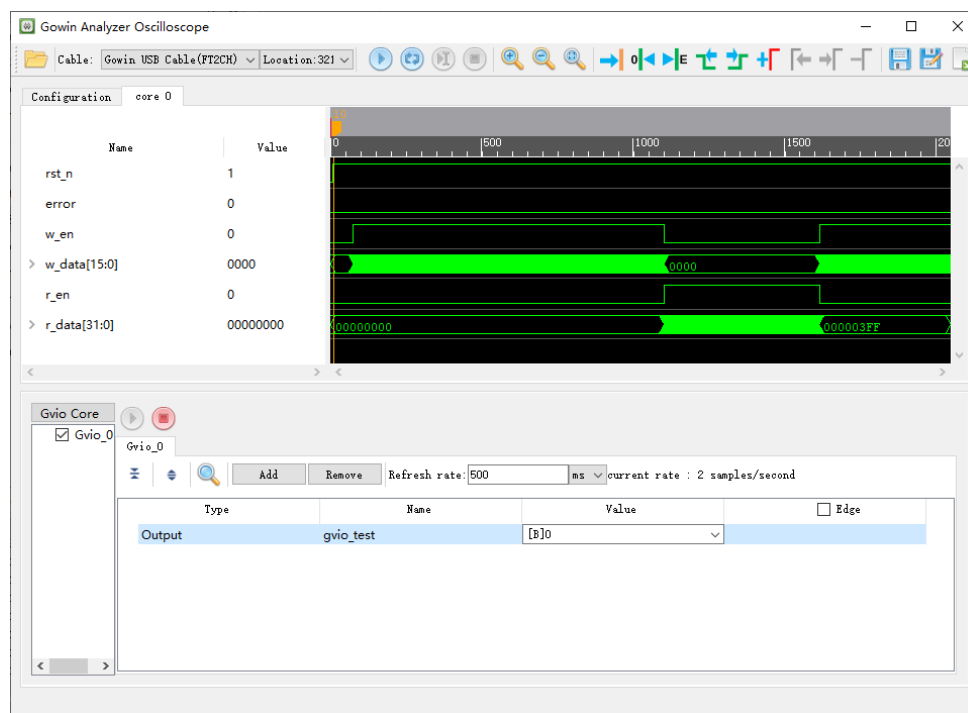 Gowin Analyzer Oscilloscope
Cable: Gowin USB Cable(FT2CH) Location:321
Configuration core 0
Name Value 0 500 1000 1500 20
rst_n 1
error 0
w_en 0
w_data[15:0] 0000 0000
r_en 0
r_data[31:0] 00000000 00000000 000003FF
Gvio Core
Gvio_0 Gvio_0
Add Remove Refresh rate: 500 ms current rate : 2 samples/second
Type Name Value Edge
Output gvio_test [B]0